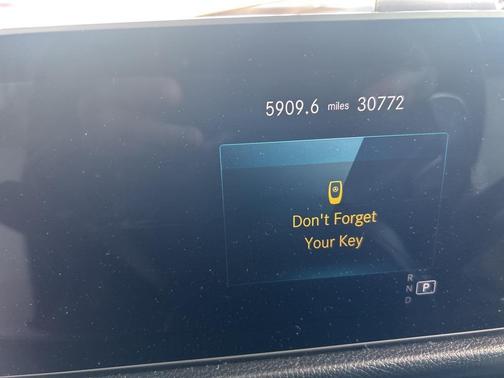 5909.6 miles 30772
Don't Forget
Your Key
R
N P
D